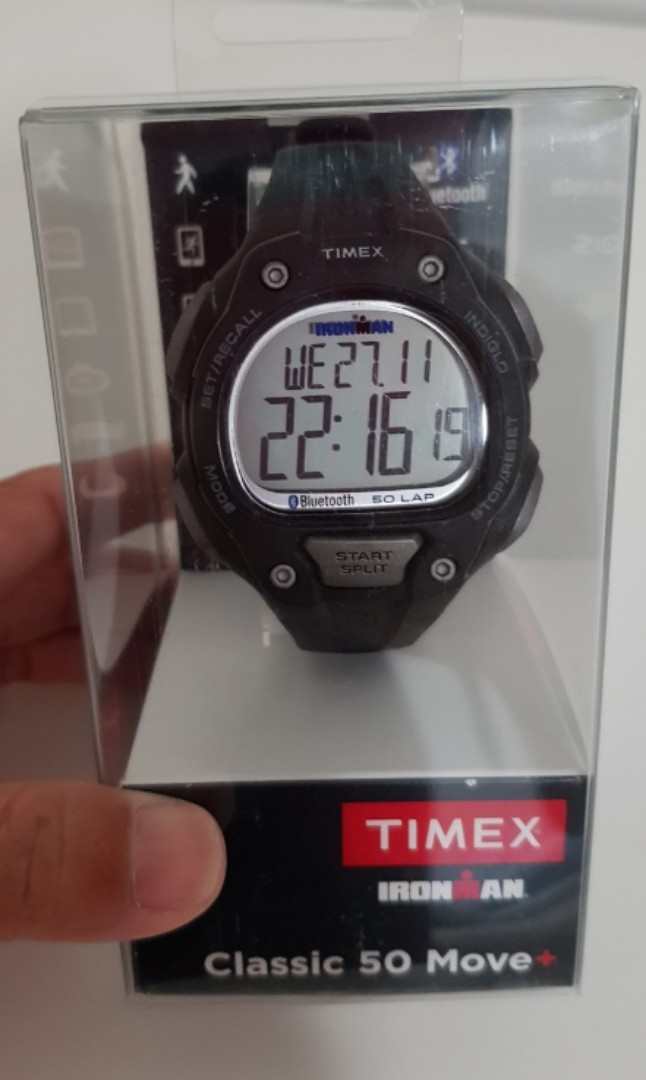 Bluetooth
TIMEX
SET/RECALL
INDIGLO
IRONMAN
WE 27.11
22:16 19
Bluetooth 50 LAP
MODE
STOP/RESET
START
SPLIT
TIMEX
IRONMAN
Classic 50 Move+